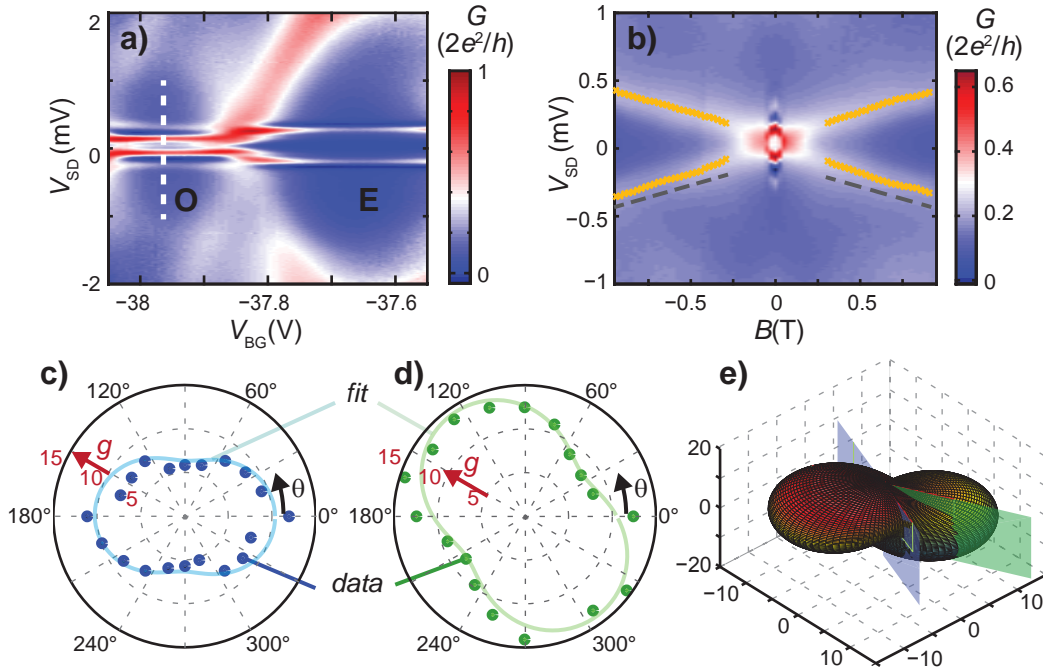 a)
2
0
-2
V_SD (mV)
O
E
−38
−37.8
−37.6
V_BG(V)
G
(2e²/h)
1
0
b)
1
0.5
0
−0.5
−1
V_SD (mV)
−0.5
0
0.5
B(T)
G
(2e²/h)
0.6
0.4
0.2
0
c)
120°
60°
fit
15
10
5
g
θ
180°
0°
240°
300°
data
d)
120°
60°
15
10
5
g
θ
180°
0°
240°
300°
e)
20
10
0
−10
−20
−10
0
10
−10
0
10